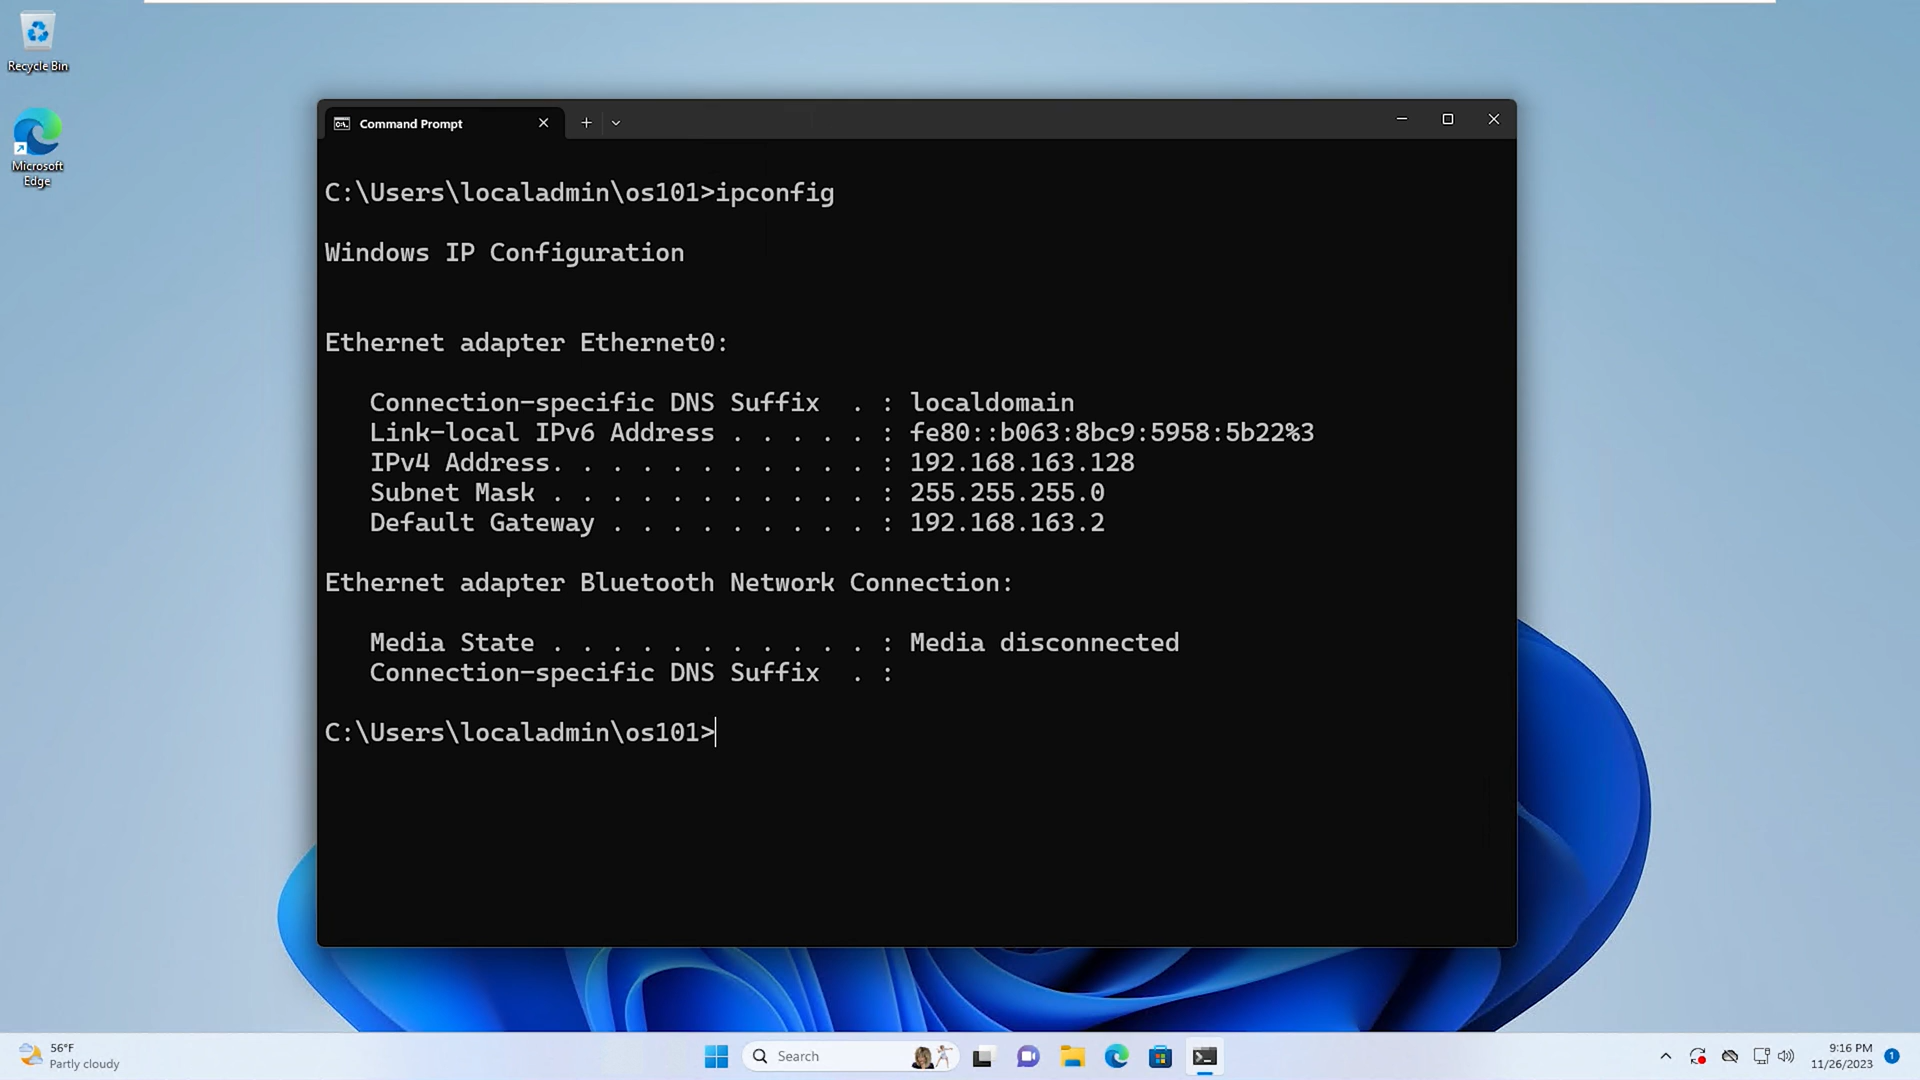 Recycle Bin
Microsoft
Edge
Command Prompt
C:\Users\localadmin\os101>ipconfig
Windows IP Configuration
Ethernet adapter Ethernet0:
   Connection-specific DNS Suffix  . : localdomain
   Link-local IPv6 Address . . . . . : fe80::b063:8bc9:5958:5b22%3
   IPv4 Address. . . . . . . . . . . : 192.168.163.128
   Subnet Mask . . . . . . . . . . . : 255.255.255.0
   Default Gateway . . . . . . . . . : 192.168.163.2
Ethernet adapter Bluetooth Network Connection:
   Media State . . . . . . . . . . . : Media disconnected
   Connection-specific DNS Suffix  . :
C:\Users\localadmin\os101>
56°F
Partly cloudy
Search
9:16 PM
11/26/2023
1